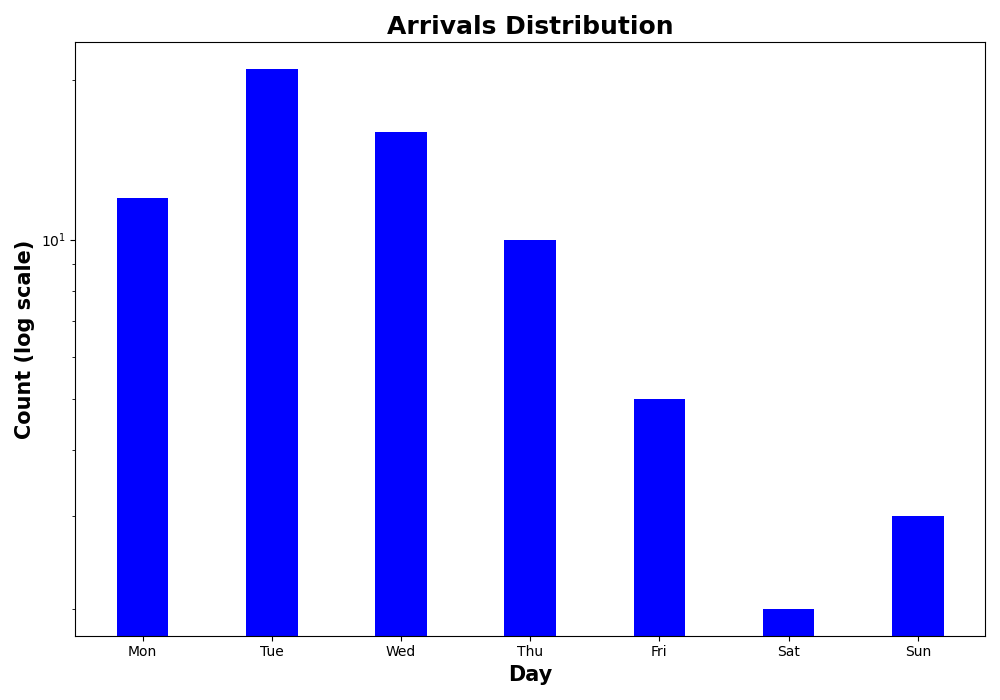 Arrivals Distribution
Count (log scale)
10¹
Mon Tue Wed Thu Fri Sat Sun
Day